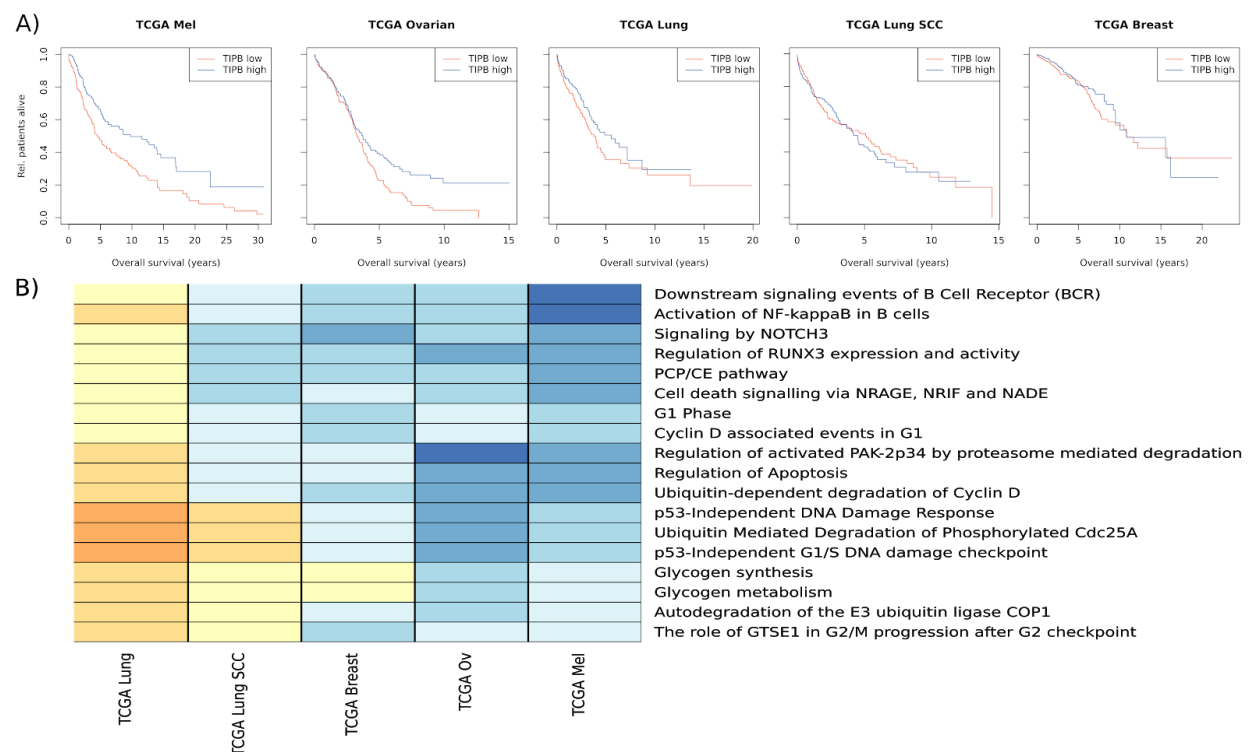 A)
TCGA Mel
TCGA Ovarian
TCGA Lung
TCGA Lung SCC
TCGA Breast
Rel. patients alive
1.0
0.8
0.6
0.4
0.2
0.0
TIPB low
TIPB high
TIPB low
TIPB high
TIPB low
TIPB high
TIPB low
TIPB high
TIPB low
TIPB high
0 5 10 15 20 25 30
0 5 10 15
0 5 10 15 20
0 5 10 15
0 5 10 15 20
Overall survival (years)
Overall survival (years)
Overall survival (years)
Overall survival (years)
Overall survival (years)
B)
Downstream signaling events of B Cell Receptor (BCR)
Activation of NF-kappaB in B cells
Signaling by NOTCH3
Regulation of RUNX3 expression and activity
PCP/CE pathway
Cell death signalling via NRAGE, NRIF and NADE
G1 Phase
Cyclin D associated events in G1
Regulation of activated PAK-2p34 by proteasome mediated degradation
Regulation of Apoptosis
Ubiquitin-dependent degradation of Cyclin D
p53-Independent DNA Damage Response
Ubiquitin Mediated Degradation of Phosphorylated Cdc25A
p53-Independent G1/S DNA damage checkpoint
Glycogen synthesis
Glycogen metabolism
Autodegradation of the E3 ubiquitin ligase COP1
The role of GTSE1 in G2/M progression after G2 checkpoint
TCGA Lung
TCGA Lung SCC
TCGA Breast
TCGA Ov
TCGA Mel